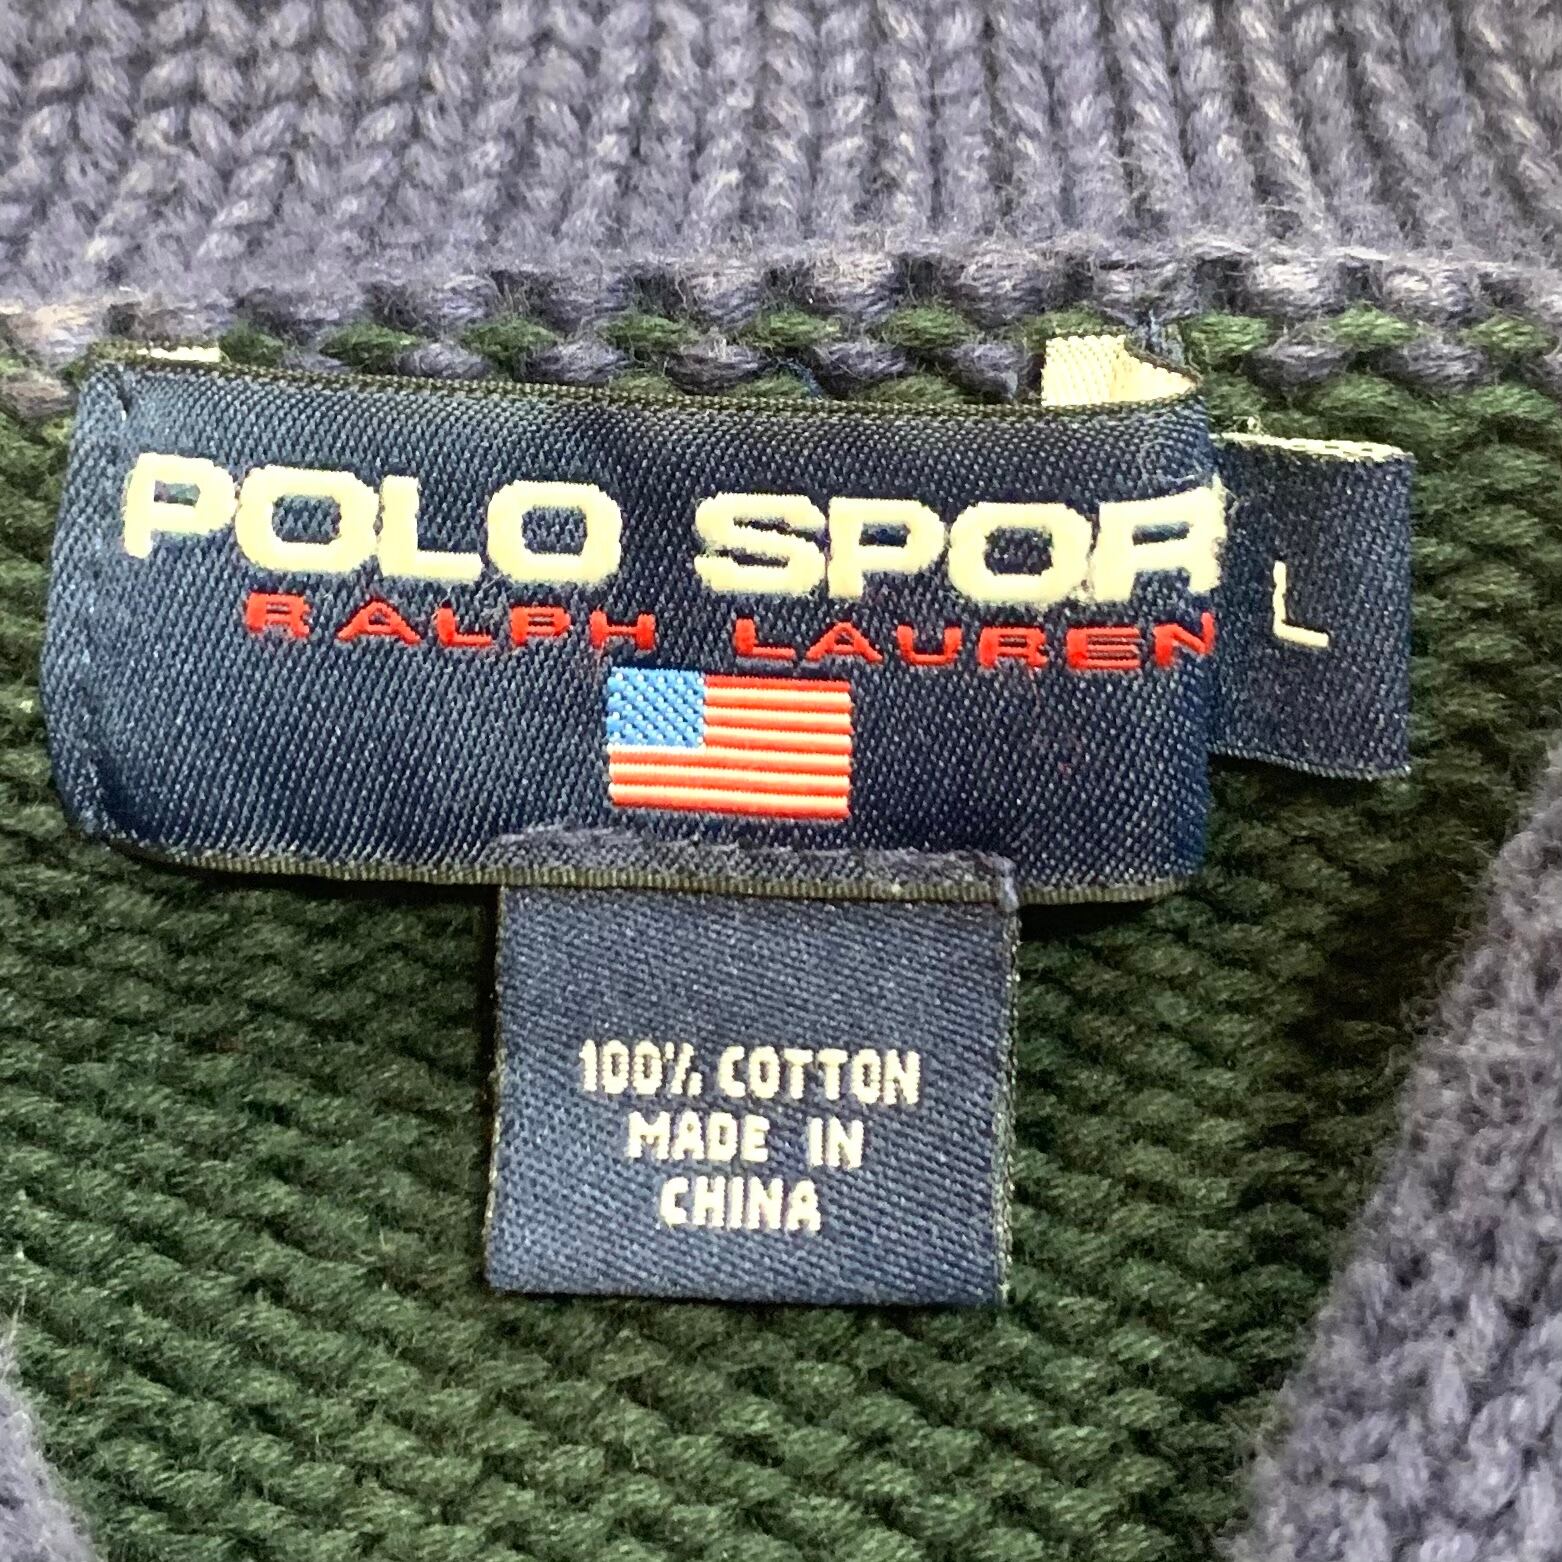 POLO SPOR
RALPH LAUREN
L
100% COTTON
MADE IN
CHINA